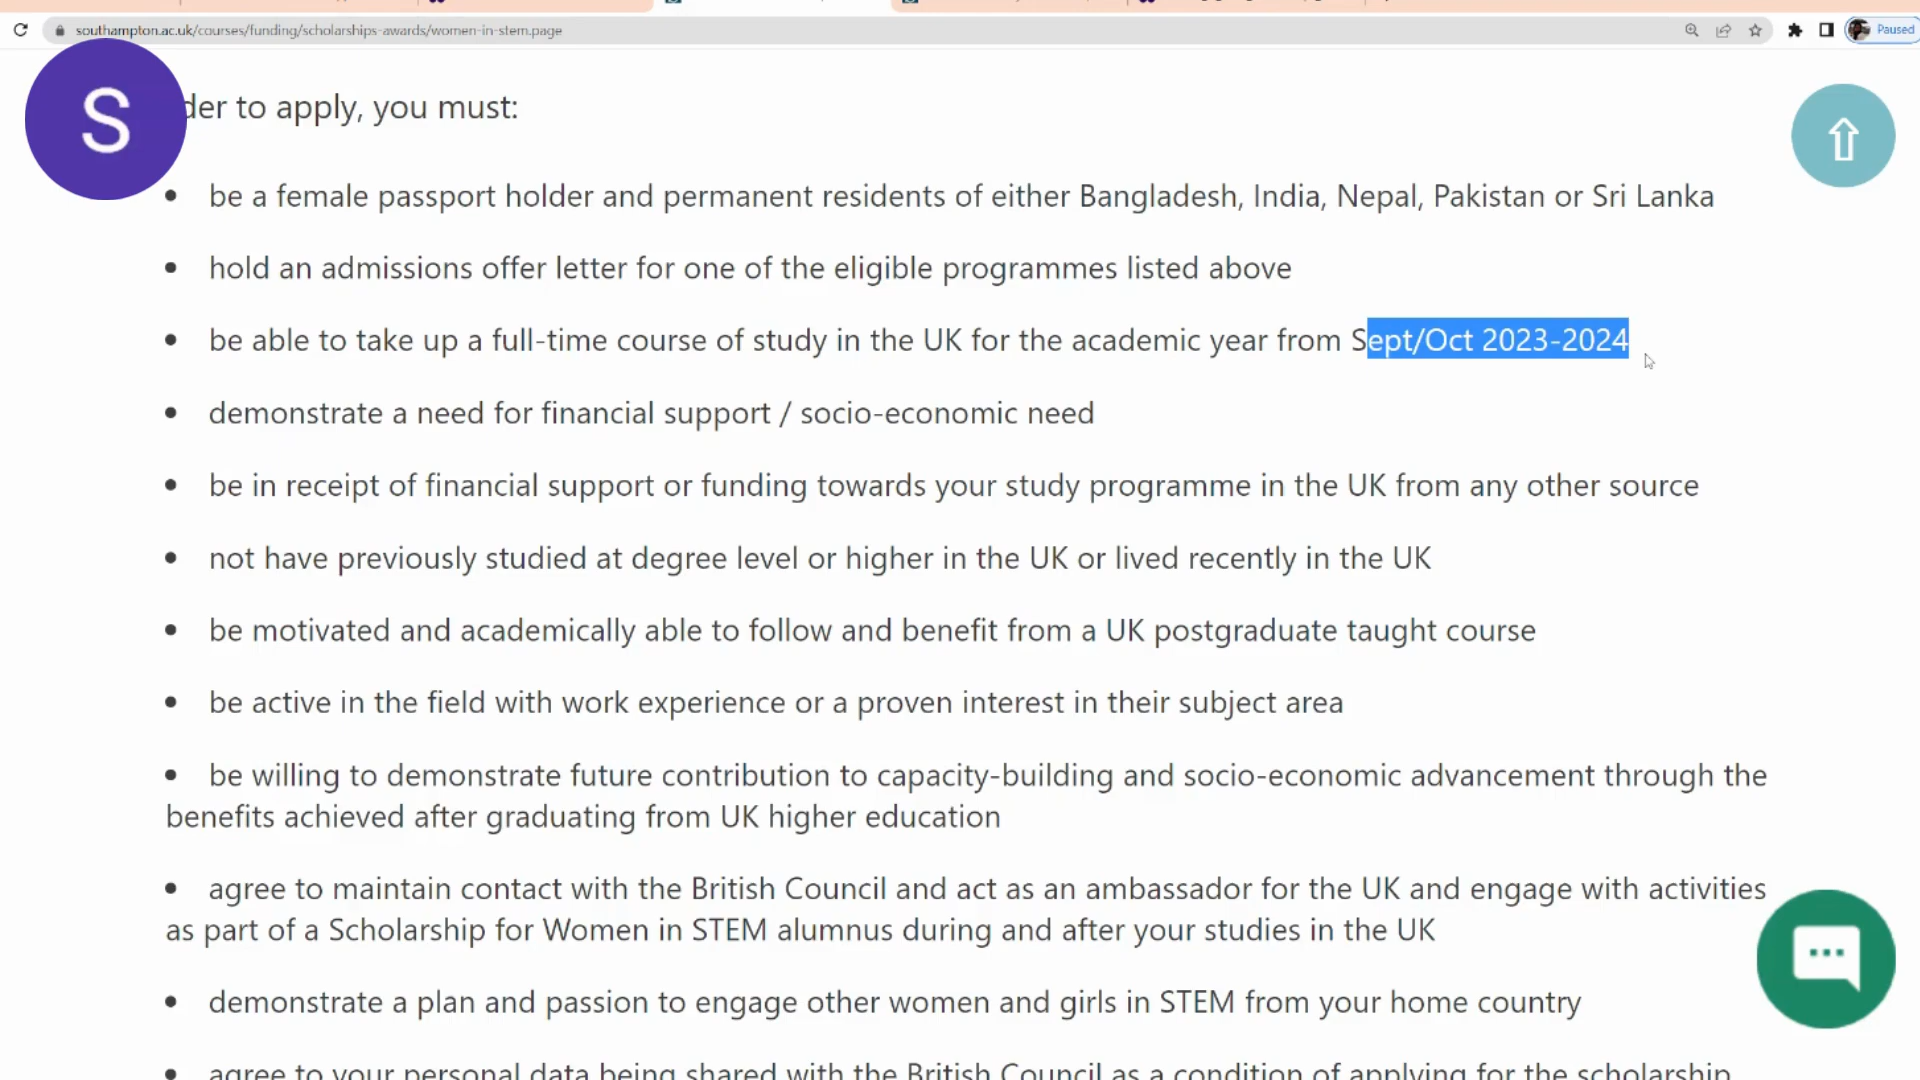 southampton.ac.uk/courses/funding/scholarships-awards/women-in-stem.page
Paused
S
der to apply, you must:
• be a female passport holder and permanent residents of either Bangladesh, India, Nepal, Pakistan or Sri Lanka
• hold an admissions offer letter for one of the eligible programmes listed above
• be able to take up a full-time course of study in the UK for the academic year from Sept/Oct 2023-2024
• demonstrate a need for financial support / socio-economic need
• be in receipt of financial support or funding towards your study programme in the UK from any other source
• not have previously studied at degree level or higher in the UK or lived recently in the UK
• be motivated and academically able to follow and benefit from a UK postgraduate taught course
• be active in the field with work experience or a proven interest in their subject area
• be willing to demonstrate future contribution to capacity-building and socio-economic advancement through the
benefits achieved after graduating from UK higher education
• agree to maintain contact with the British Council and act as an ambassador for the UK and engage with activities
as part of a Scholarship for Women in STEM alumnus during and after your studies in the UK
• demonstrate a plan and passion to engage other women and girls in STEM from your home country
• agree to your personal data being shared with the British Council as a condition of applying for the scholarship